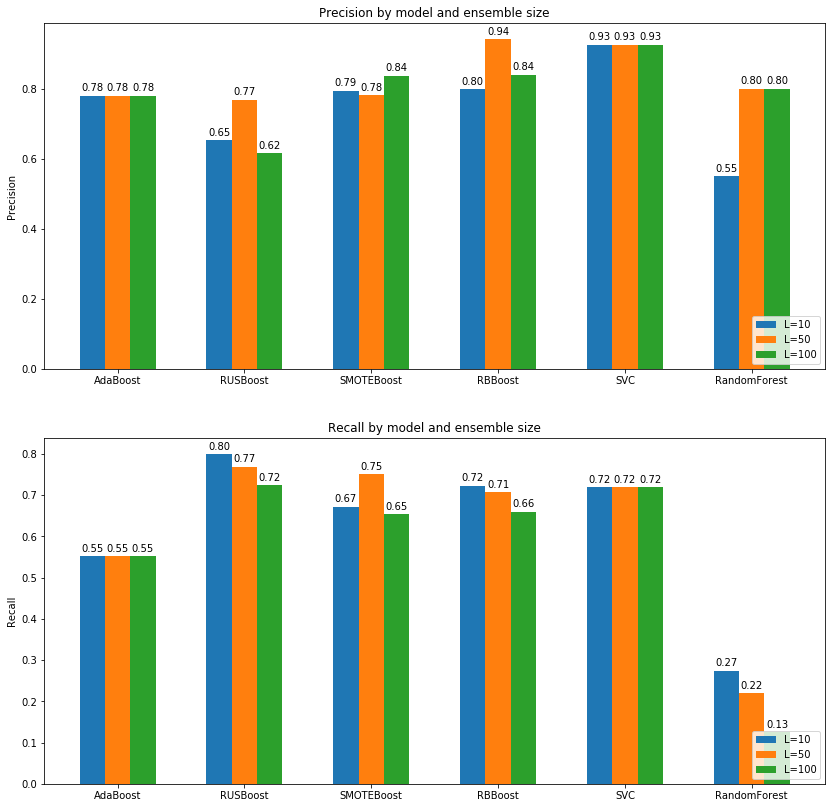 Precision by model and ensemble size
0.94
0.93 0.93 0.93
0.84
0.84
0.78 0.78 0.78
0.77
0.79
0.78
0.80
0.80 0.80
0.8
0.65
0.62
0.6
0.55
Precision
0.4
0.2
L=10
L=50
L=100
0.0
AdaBoost
RUSBoost
SMOTEBoost
RBBoost
SVC
RandomForest
Recall by model and ensemble size
0.80
0.8
0.77
0.75
0.72
0.72
0.71
0.72 0.72 0.72
0.7
0.67
0.65
0.66
0.6
0.55 0.55 0.55
0.5
Recall
0.4
0.3
0.27
0.22
0.2
0.13
0.1
L=10
L=50
L=100
0.0
AdaBoost
RUSBoost
SMOTEBoost
RBBoost
SVC
RandomForest